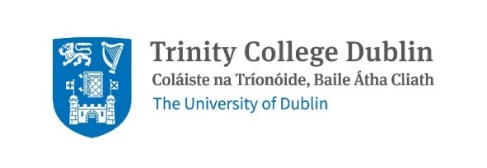 Trinity College Dublin
Coláiste na Tríonóide, Baile Átha Cliath
The University of Dublin